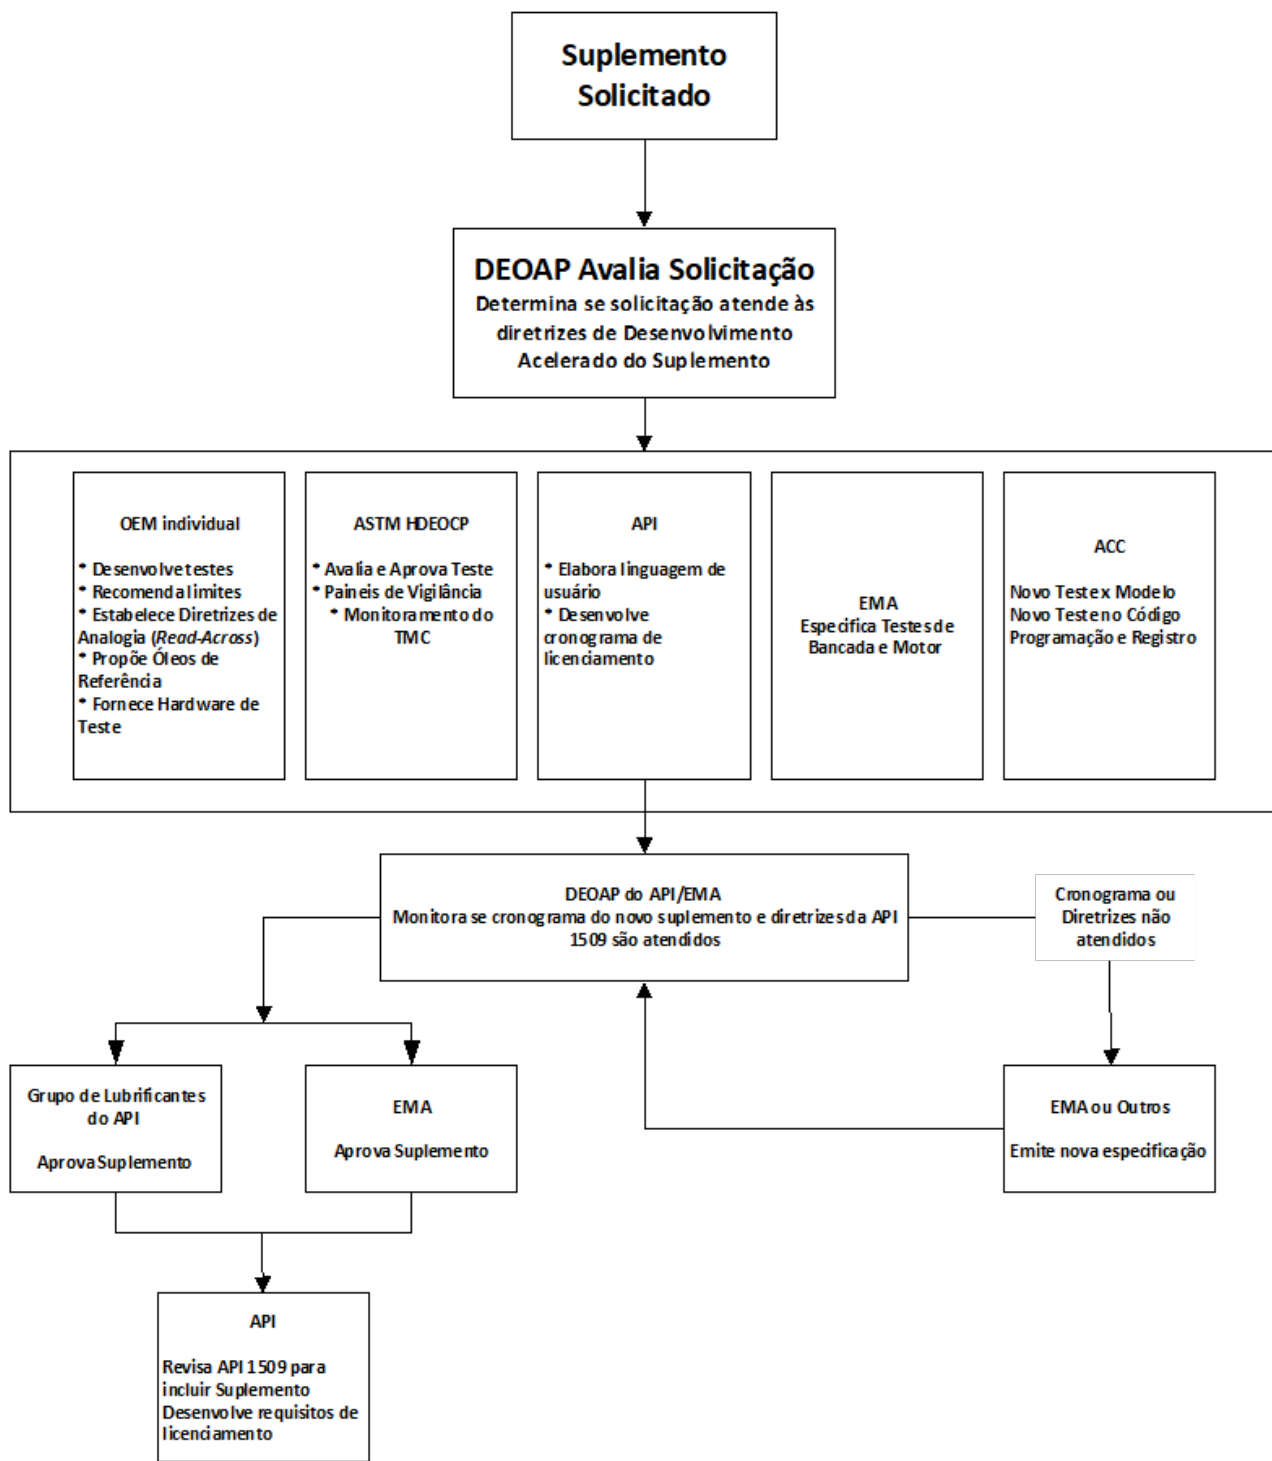 Suplemento
Solicitado
DEOAP Avalia Solicitação
Determina se solicitação atende às
diretrizes de Desenvolvimento
Acelerado do Suplemento
OEM individual
* Desenvolve testes
* Recomenda limites
* Estabelece Diretrizes de
Analogia (Read-Across)
* Propõe Óleos de
Referência
* Fornece Hardware de
Teste
ASTM HDEOCP
* Avalia e Aprova Teste
* Paineis de Vigilância
* Monitoramento do
TMC
API
* Elabora linguagem de
usuário
* Desenvolve
cronograma de
licenciamento
EMA
Especifica Testes de
Bancada e Motor
ACC
Novo Teste x Modelo
Novo Teste no Código
Programação e Registro
DEOAP do API/EMA
Monitora se cronograma do novo suplemento e diretrizes da API
1509 são atendidos
Cronograma ou
Diretrizes não
atendidos
Grupo de Lubrificantes
do API
Aprova Suplemento
EMA
Aprova Suplemento
EMA ou Outros
Emite nova especificação
API
Revisa API 1509 para
incluir Suplemento
Desenvolve requisitos de
licenciamento